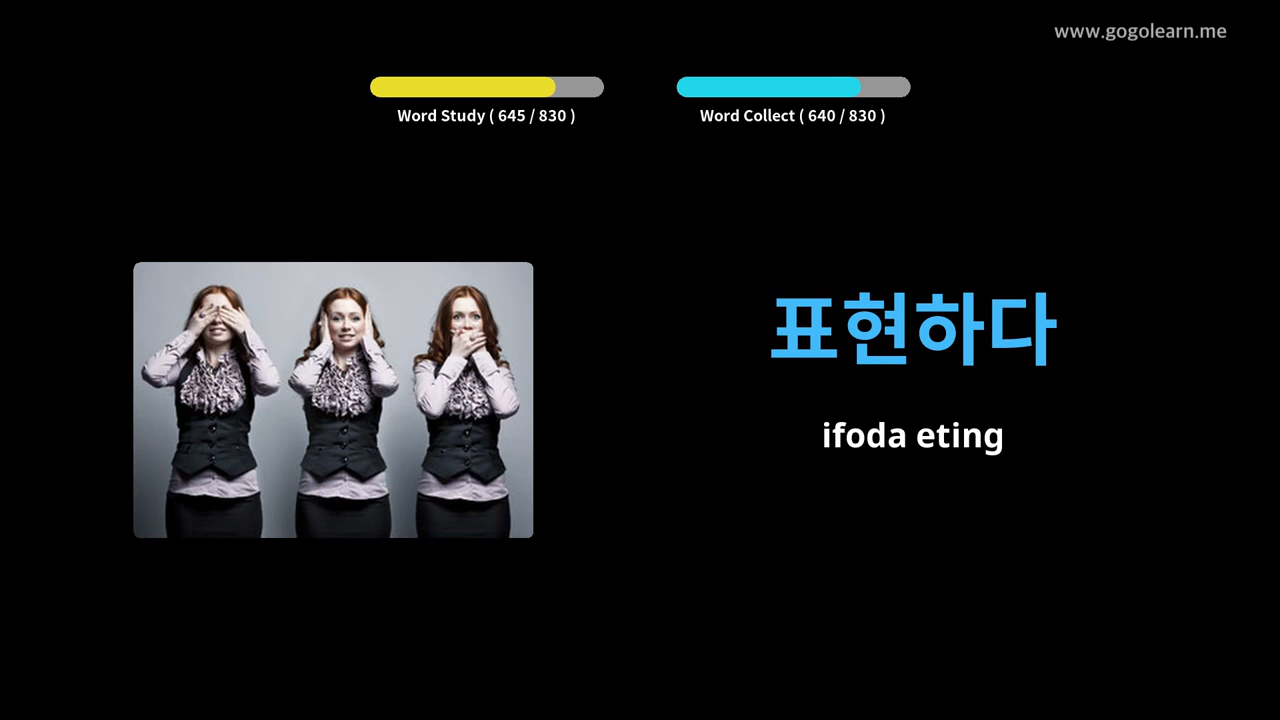 www.gogolearn.me
Word Study ( 645 / 830 )
Word Collect ( 640 / 830 )
표현하다
ifoda eting